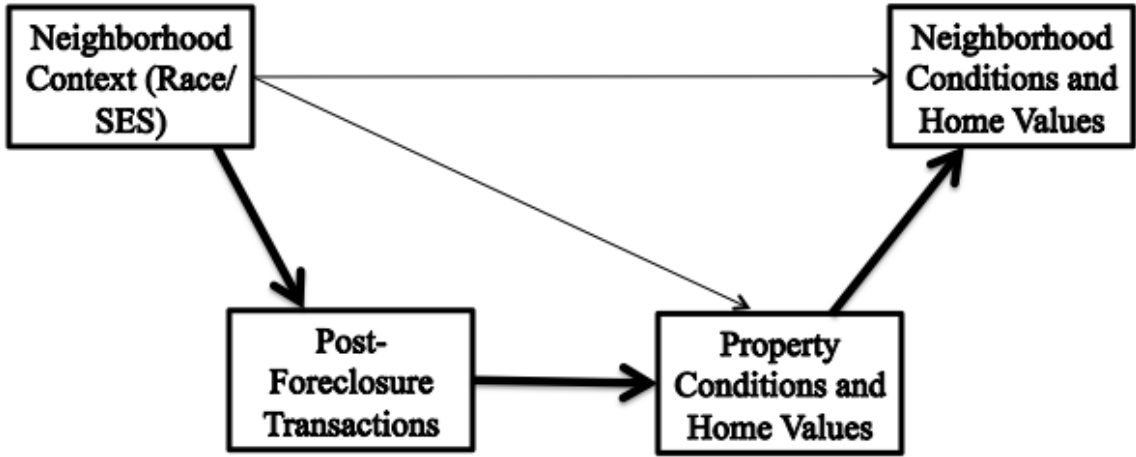 Neighborhood
Context (Race/
SES)
Neighborhood
Conditions and
Home Values
Post-
Foreclosure
Transactions
Property
Conditions and
Home Values